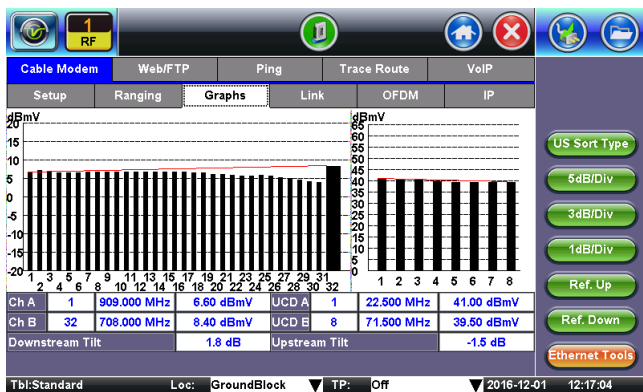 1
RF
Cable Modem Web/FTP Ping Trace Route VoIP
Setup Ranging Graphs Link OFDM IP
dBmV
20
15
10
5
0
-5
-10
-15
-20
1 3 5 7 9 11 13 15 17 19 21 23 25 27 29 31
2 4 6 8 10 12 14 16 18 20 22 24 26 28 30 32
dBmV
65
60
55
50
45
40
35
30
25
20
15
10
5
0
1 2 3 4 5 6 7 8
Ch A 1 909.000 MHz 6.60 dBmV UCD A 1 22.500 MHz 41.00 dBmV
Ch B 32 708.000 MHz 8.40 dBmV UCD B 8 71.500 MHz 39.50 dBmV
Downstream Tilt 1.8 dB Upstream Tilt -1.5 dB
US Sort Type
5dB/Div
3dB/Div
1dB/Div
Ref. Up
Ref. Down
Ethernet Tools
Tbl:Standard Loc: GroundBlock TP: Off 2016-12-01 12:17:04